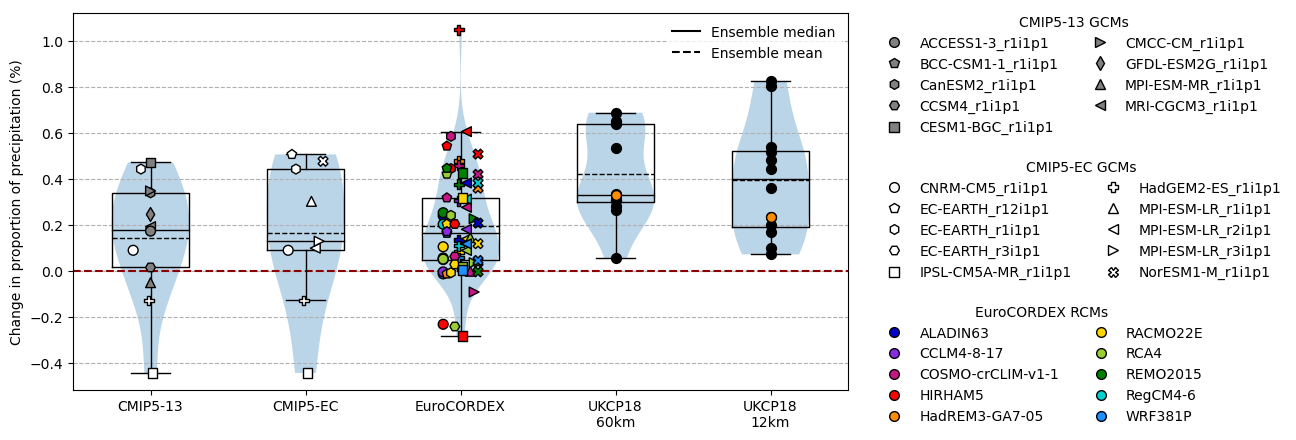 Change in proportion of precipitation (%)
1.0
0.8
0.6
0.4
0.2
0.0
−0.2
−0.4
Ensemble median
Ensemble mean
CMIP5-13
CMIP5-EC
EuroCORDEX
UKCP18
60km
UKCP18
12km
CMIP5-13 GCMs
ACCESS1-3_r1i1p1
BCC-CSM1-1_r1i1p1
CanESM2_r1i1p1
CCSM4_r1i1p1
CESM1-BGC_r1i1p1
CMCC-CM_r1i1p1
GFDL-ESM2G_r1i1p1
MPI-ESM-MR_r1i1p1
MRI-CGCM3_r1i1p1
CMIP5-EC GCMs
CNRM-CM5_r1i1p1
EC-EARTH_r12i1p1
EC-EARTH_r1i1p1
EC-EARTH_r3i1p1
IPSL-CM5A-MR_r1i1p1
HadGEM2-ES_r1i1p1
MPI-ESM-LR_r1i1p1
MPI-ESM-LR_r2i1p1
MPI-ESM-LR_r3i1p1
NorESM1-M_r1i1p1
EuroCORDEX RCMs
ALADIN63
CCLM4-8-17
COSMO-crCLIM-v1-1
HIRHAM5
HadREM3-GA7-05
RACMO22E
RCA4
REMO2015
RegCM4-6
WRF381P